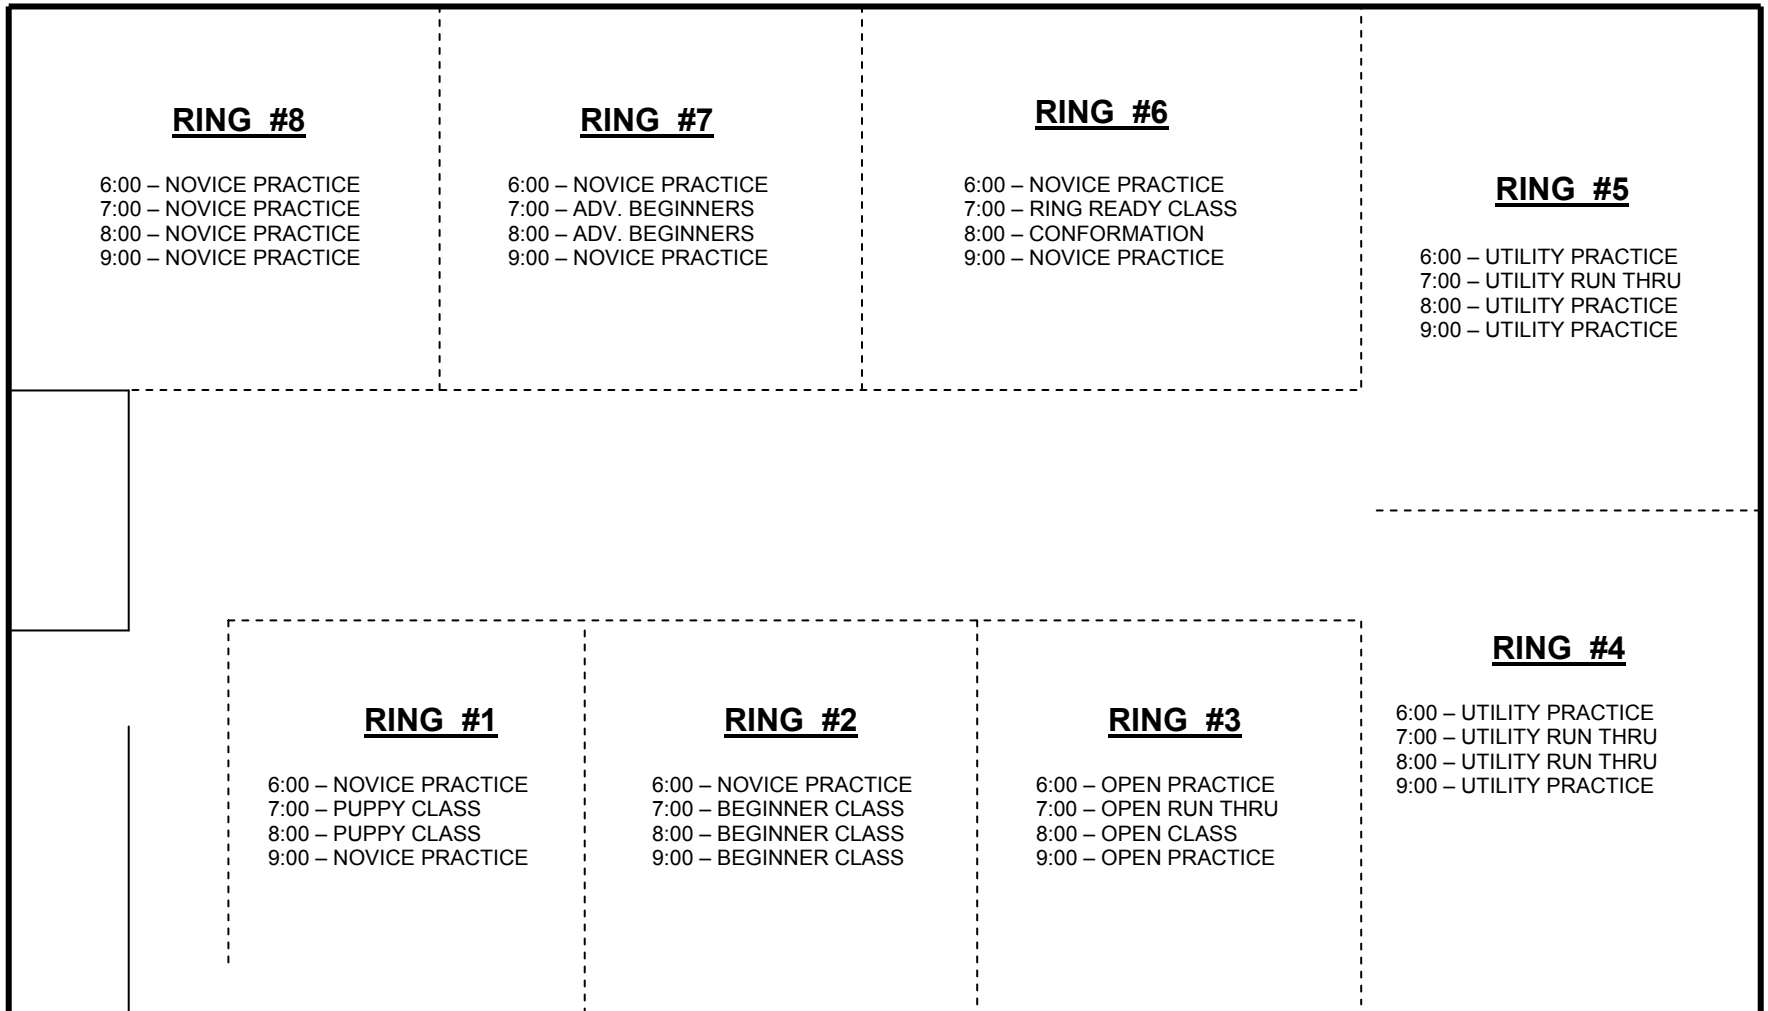 RING #8
6:00 – NOVICE PRACTICE
7:00 – NOVICE PRACTICE
8:00 – NOVICE PRACTICE
9:00 – NOVICE PRACTICE
RING #7
6:00 – NOVICE PRACTICE
7:00 – ADV. BEGINNERS
8:00 – ADV. BEGINNERS
9:00 – NOVICE PRACTICE
RING #6
6:00 – NOVICE PRACTICE
7:00 – RING READY CLASS
8:00 – CONFORMATION
9:00 – NOVICE PRACTICE
RING #5
6:00 – UTILITY PRACTICE
7:00 – UTILITY RUN THRU
8:00 – UTILITY PRACTICE
9:00 – UTILITY PRACTICE
RING #1
6:00 – NOVICE PRACTICE
7:00 – PUPPY CLASS
8:00 – PUPPY CLASS
9:00 – NOVICE PRACTICE
RING #2
6:00 – NOVICE PRACTICE
7:00 – BEGINNER CLASS
8:00 – BEGINNER CLASS
9:00 – BEGINNER CLASS
RING #3
6:00 – OPEN PRACTICE
7:00 – OPEN RUN THRU
8:00 – OPEN CLASS
9:00 – OPEN PRACTICE
RING #4
6:00 – UTILITY PRACTICE
7:00 – UTILITY RUN THRU
8:00 – UTILITY RUN THRU
9:00 – UTILITY PRACTICE